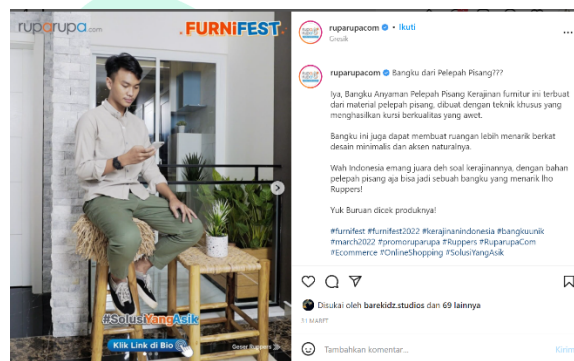 ruparupa.com
FURNiFEST
#SolusiYangAsik
Klik Link di Bio
Geser Ruppers
ruparupacom • Ikuti
Gresik
ruparupacom Bangku dari Pelepah Pisang???
Iya, Bangku Anyaman Pelepah Pisang Kerajinan furnitur ini terbuat
dari material pelepah pisang, dibuat dengan teknik khusus yang
menghasilkan kursi berkualitas yang awet.
Bangku ini juga dapat membuat ruangan lebih menarik berkat
desain minimalis dan aksen naturalnya.
Wah Indonesia emang juara deh soal kerajinannya, dengan bahan
pelepah pisang aja bisa jadi sebuah bangku yang menarik lho
Ruppers!
Yuk Buruan dicek produknya!
#furnifest #furnifest2022 #kerajinanindonesia #bangkuunik
#march2022 #promoruparupa #Ruppers #RuparupaCom
#Ecommerce #OnlineShopping #SolusiYangAsik
Disukai oleh barekidz.studios dan 69 lainnya
11 MARET
Tambahkan komentar...
Kirim